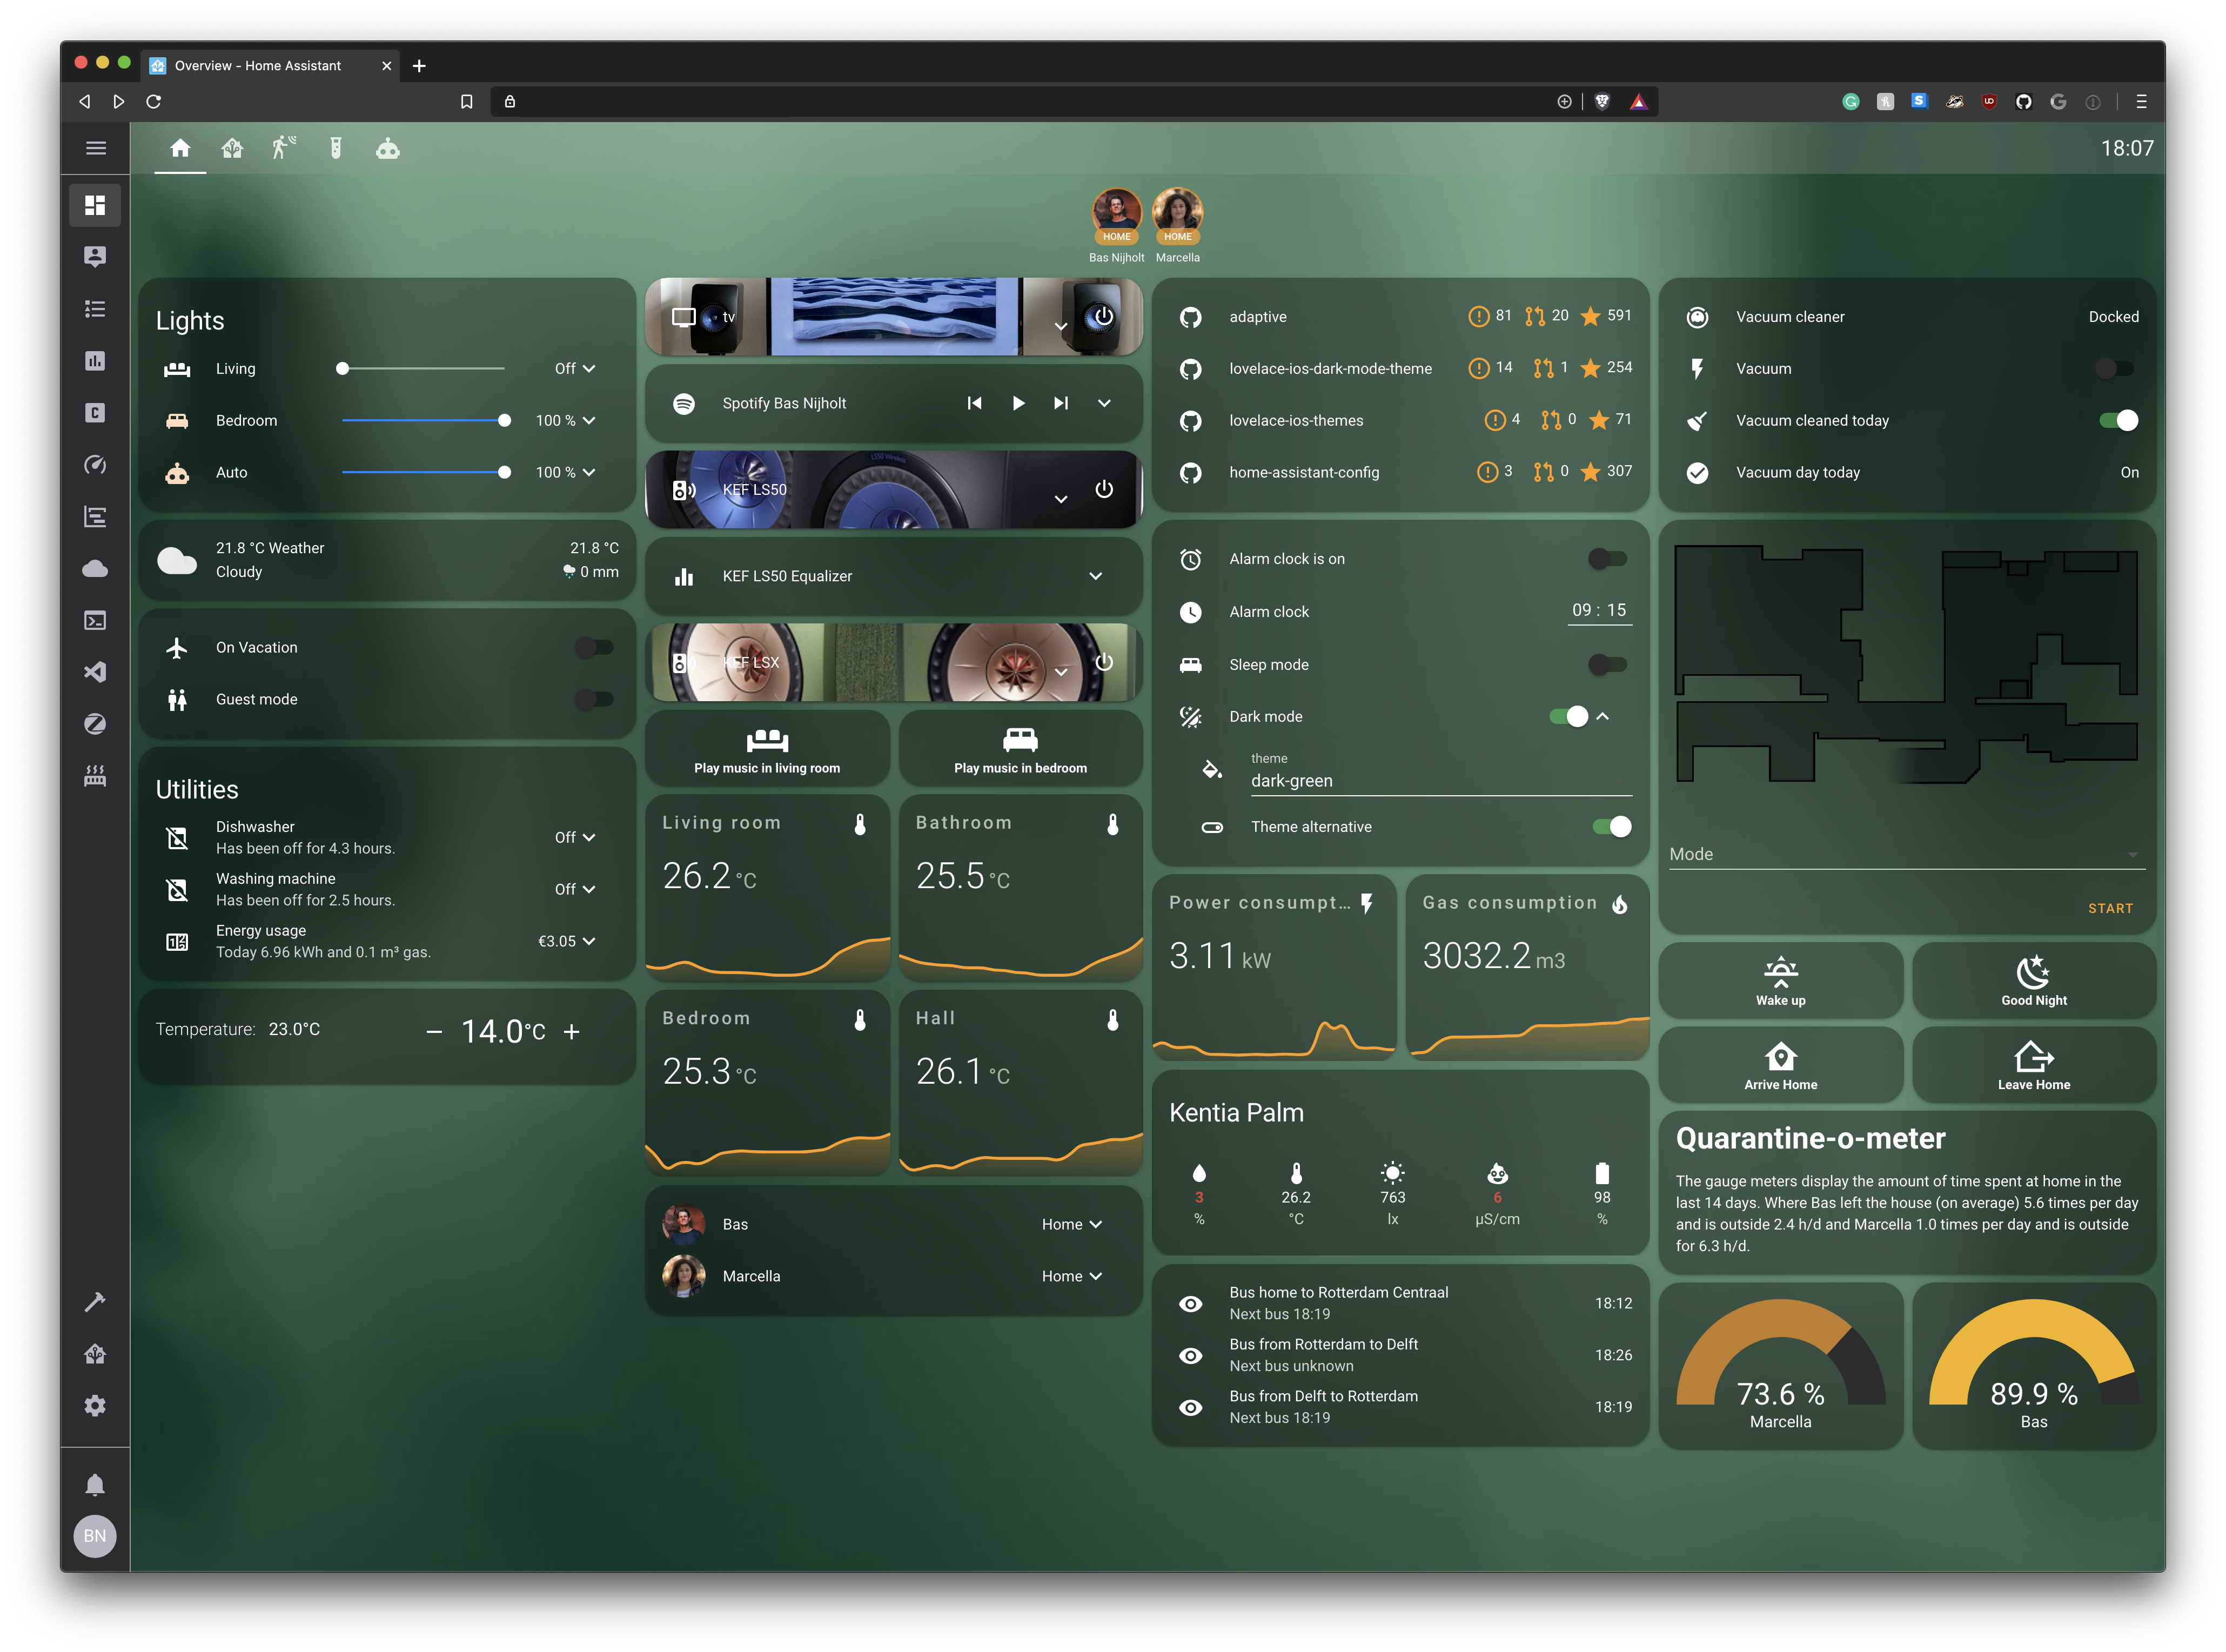 Overview - Home Assistant
18:07
HOME
HOME
Bas Nijholt
Marcella
Lights
Living
Off
Bedroom
100 %
Auto
100 %
21.8 °C Weather
21.8 °C
Cloudy
0 mm
On Vacation
Guest mode
Utilities
Dishwasher
Has been off for 4.3 hours.
Off
Washing machine
Has been off for 2.5 hours.
Off
Energy usage
Today 6.96 kWh and 0.1 m³ gas.
€3.05
Temperature: 23.0°C
− 14.0°C +
tv
Spotify Bas Nijholt
LS50 Wireless
KEF LS50
KEF LS50 Equalizer
KEF LSX
Play music in living room
Play music in bedroom
Living room
26.2 °C
Bathroom
25.5 °C
Bedroom
25.3 °C
Hall
26.1 °C
Bas
Home
Marcella
Home
adaptive
81 20 591
lovelace-ios-dark-mode-theme
14 1 254
lovelace-ios-themes
4 0 71
home-assistant-config
3 0 307
Alarm clock is on
Alarm clock
09 : 15
Sleep mode
Dark mode
theme
dark-green
Theme alternative
Power consumpt...
3.11 kW
Gas consumption
3032.2 m3
Kentia Palm
3 26.2 763 6 98
% °C lx µS/cm %
Bus home to Rotterdam Centraal
Next bus 18:19
18:12
Bus from Rotterdam to Delft
Next bus unknown
18:26
Bus from Delft to Rotterdam
Next bus 18:19
18:19
Vacuum cleaner
Docked
Vacuum
Vacuum cleaned today
Vacuum day today
On
Mode
START
Wake up
Good Night
Arrive Home
Leave Home
Quarantine-o-meter
The gauge meters display the amount of time spent at home in the
last 14 days. Where Bas left the house (on average) 5.6 times per day
and is outside 2.4 h/d and Marcella 1.0 times per day and is outside
for 6.3 h/d.
73.6 %
Marcella
89.9 %
Bas
BN